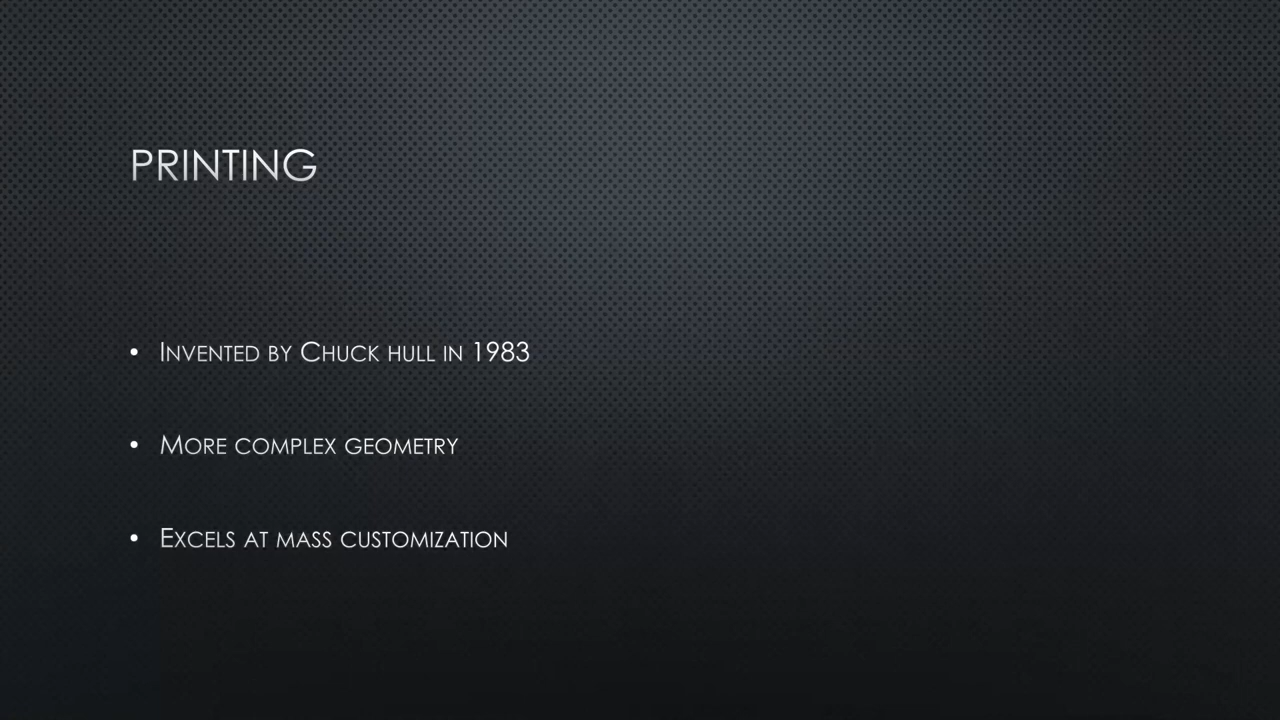 PRINTING
• INVENTED BY CHUCK HULL IN 1983
• MORE COMPLEX GEOMETRY
• EXCELS AT MASS CUSTOMIZATION